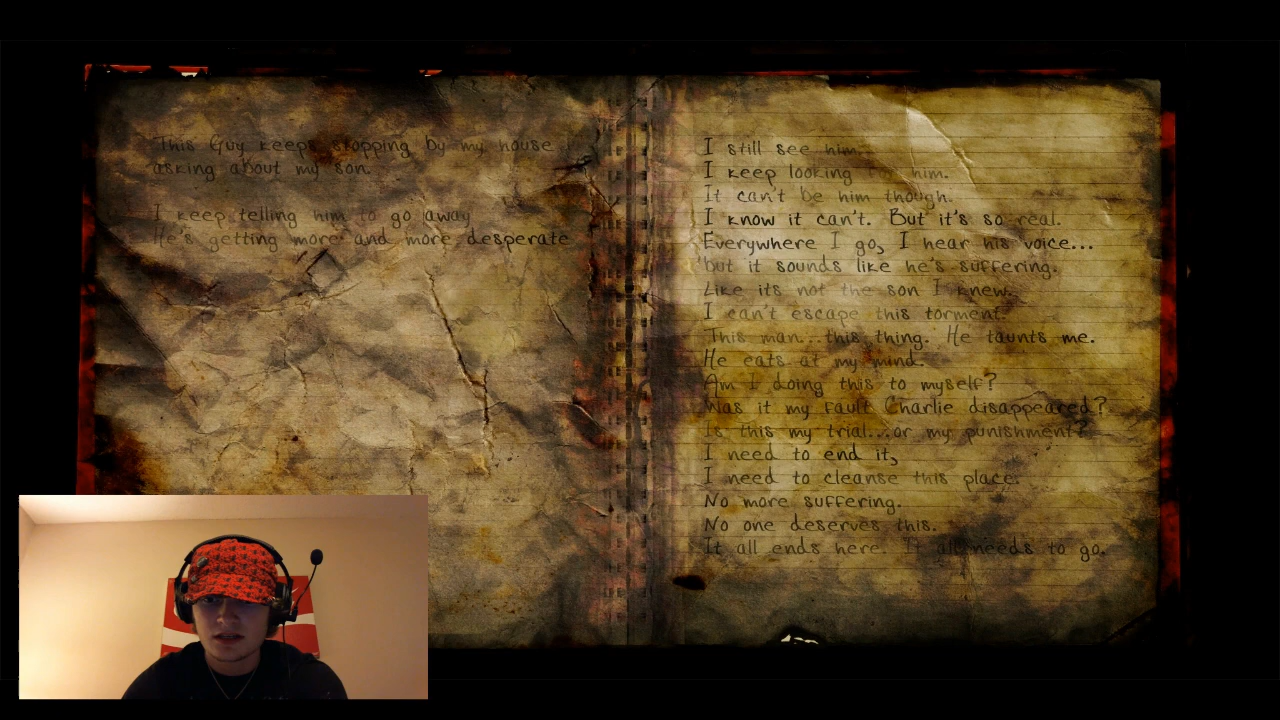 This Guy keeps stopping by my house
asking about my son.
I keep telling him to go away
He's getting more and more desperate
I still see him...
I keep looking for him.
It can't be him though.
I know it can't. But it's so real.
Everywhere I go, I hear his voice...
but it sounds like he's suffering.
Like its not the son I knew.
I can't escape this torment.
This man...this thing. He taunts me.
He eats at my mind.
Am I doing this to myself?
Was it my fault Charlie disappeared?
Is this my trial...or my punishment?
I need to end it,
I need to cleanse this place.
No more suffering.
No one deserves this.
It all ends here. It all needs to go.